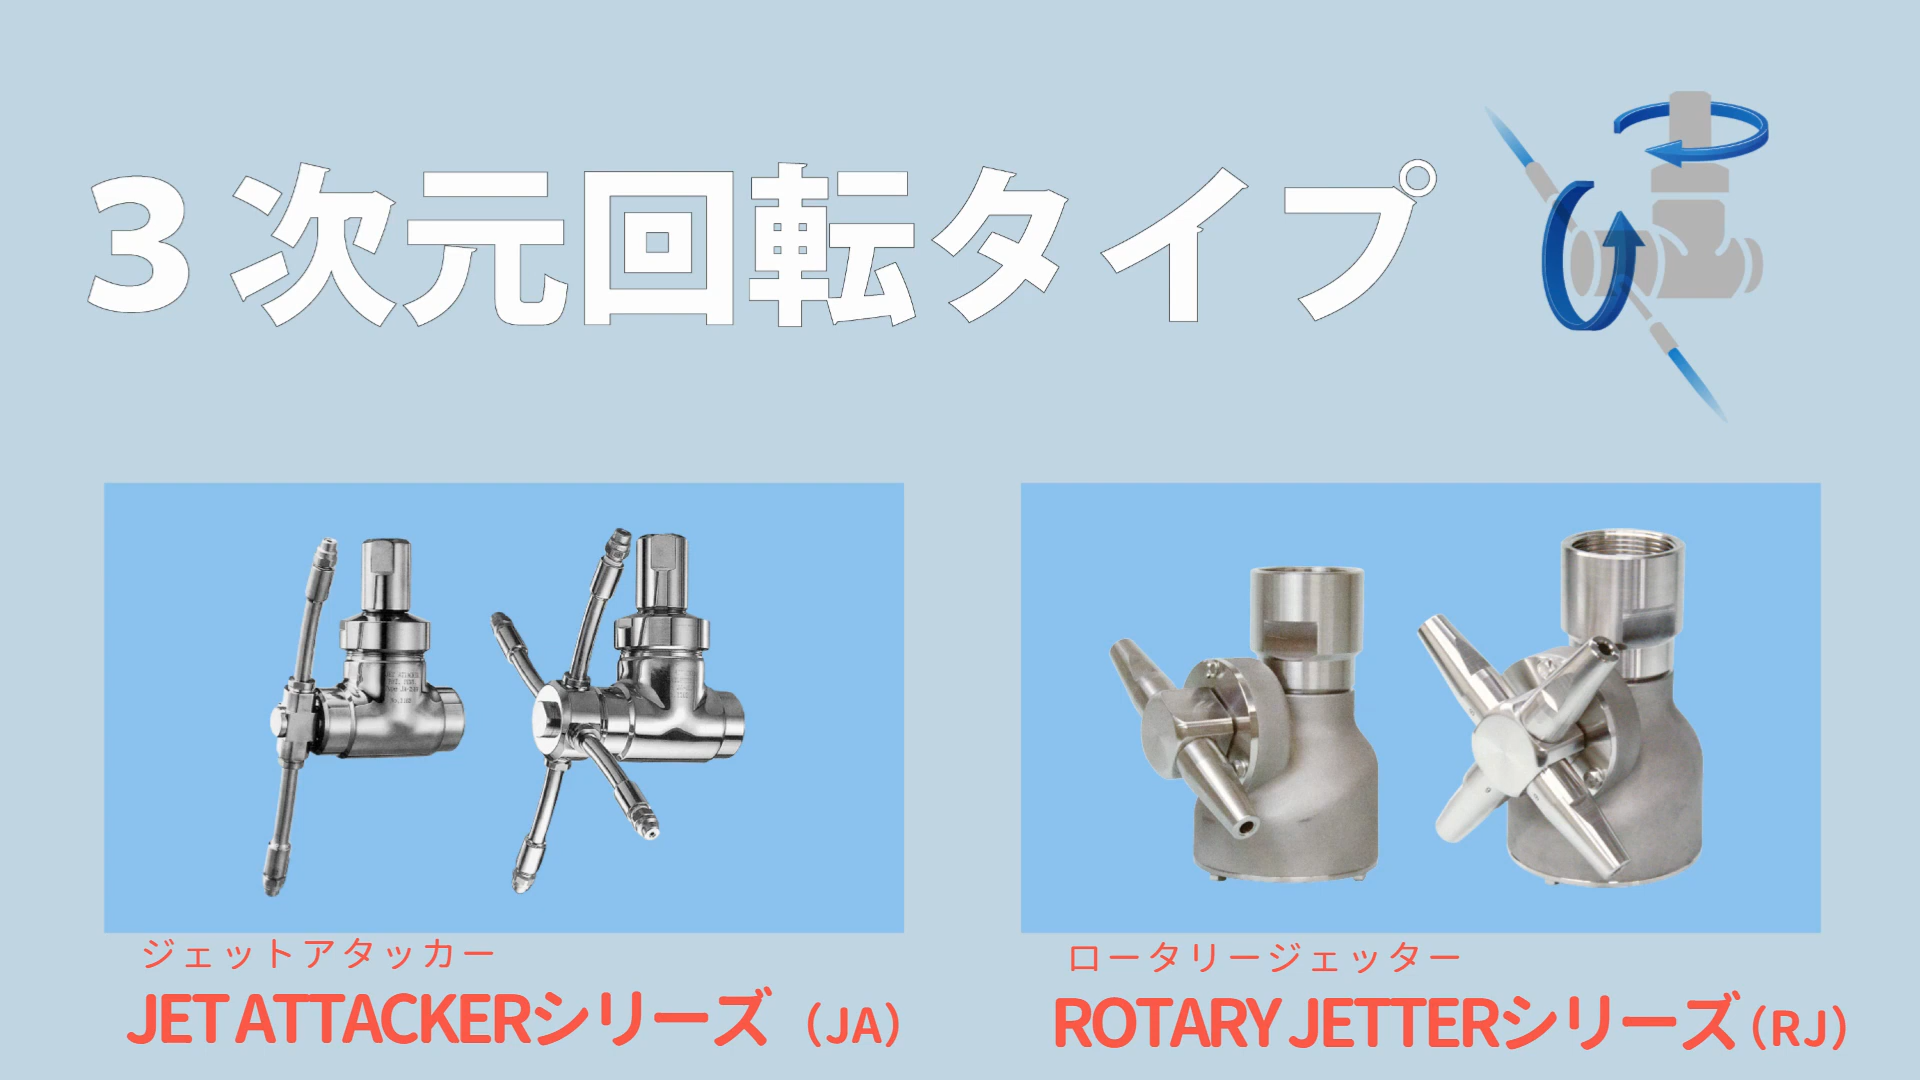 ３次元回転タイプ
ジェットアタッカー
JET ATTACKERシリーズ（JA）
ロータリージェッター
ROTARY JETTERシリーズ(RJ)